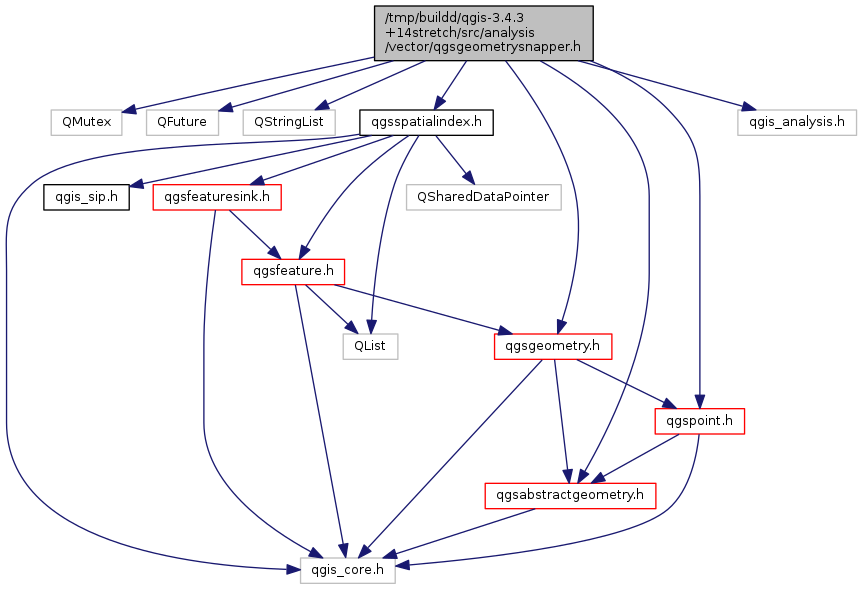 /tmp/buildd/qgis-3.4.3
+14stretch/src/analysis
/vector/qgsgeometrysnapper.h
QMutex
QFuture
QStringList
qgsspatialindex.h
qgis_analysis.h
qgis_sip.h
qgsfeaturesink.h
QSharedDataPointer
qgsfeature.h
QList
qgsgeometry.h
qgspoint.h
qgsabstractgeometry.h
qgis_core.h